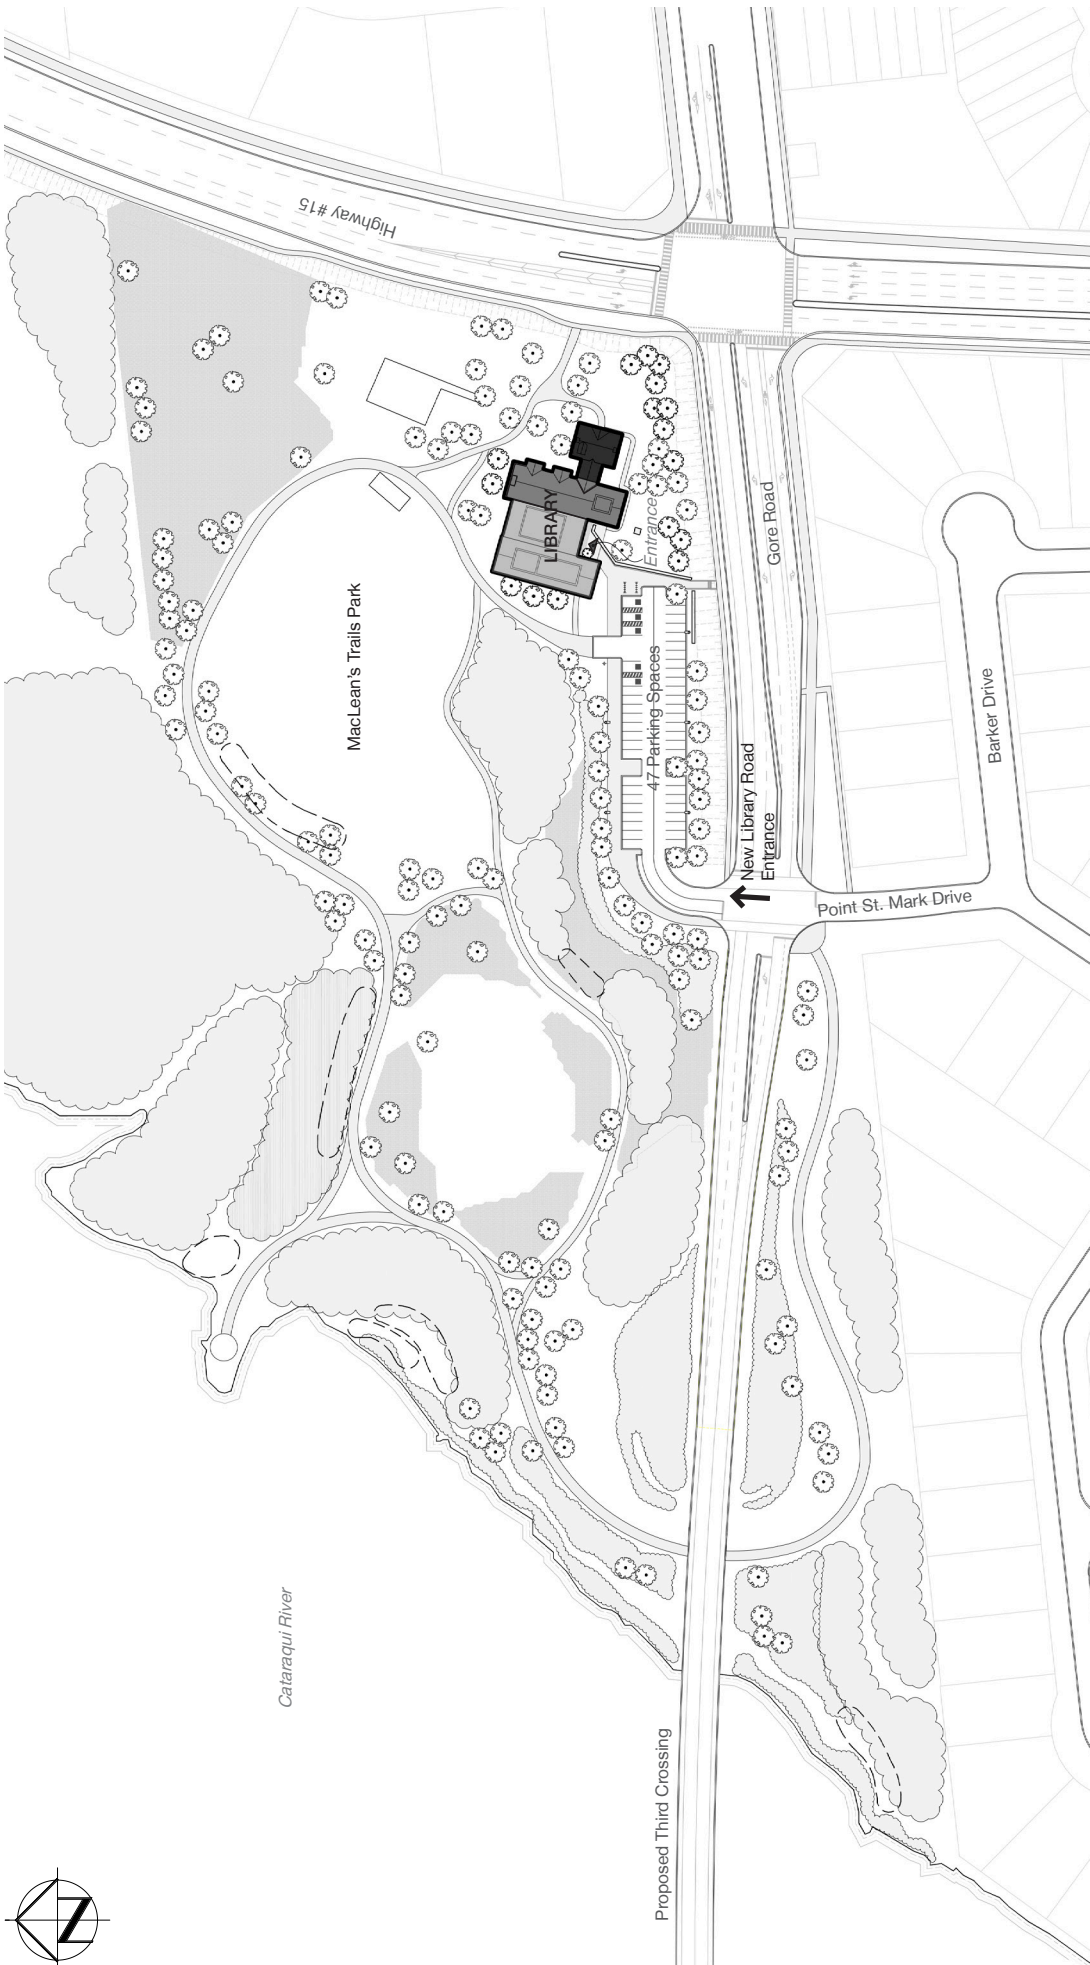 Highway #15
LIBRARY
Entrance
Gore Road
MacLean's Trails Park
47 Parking Spaces
Barker Drive
New Library Road
Entrance
Point St. Mark Drive
Cataraqui River
Proposed Third Crossing
N